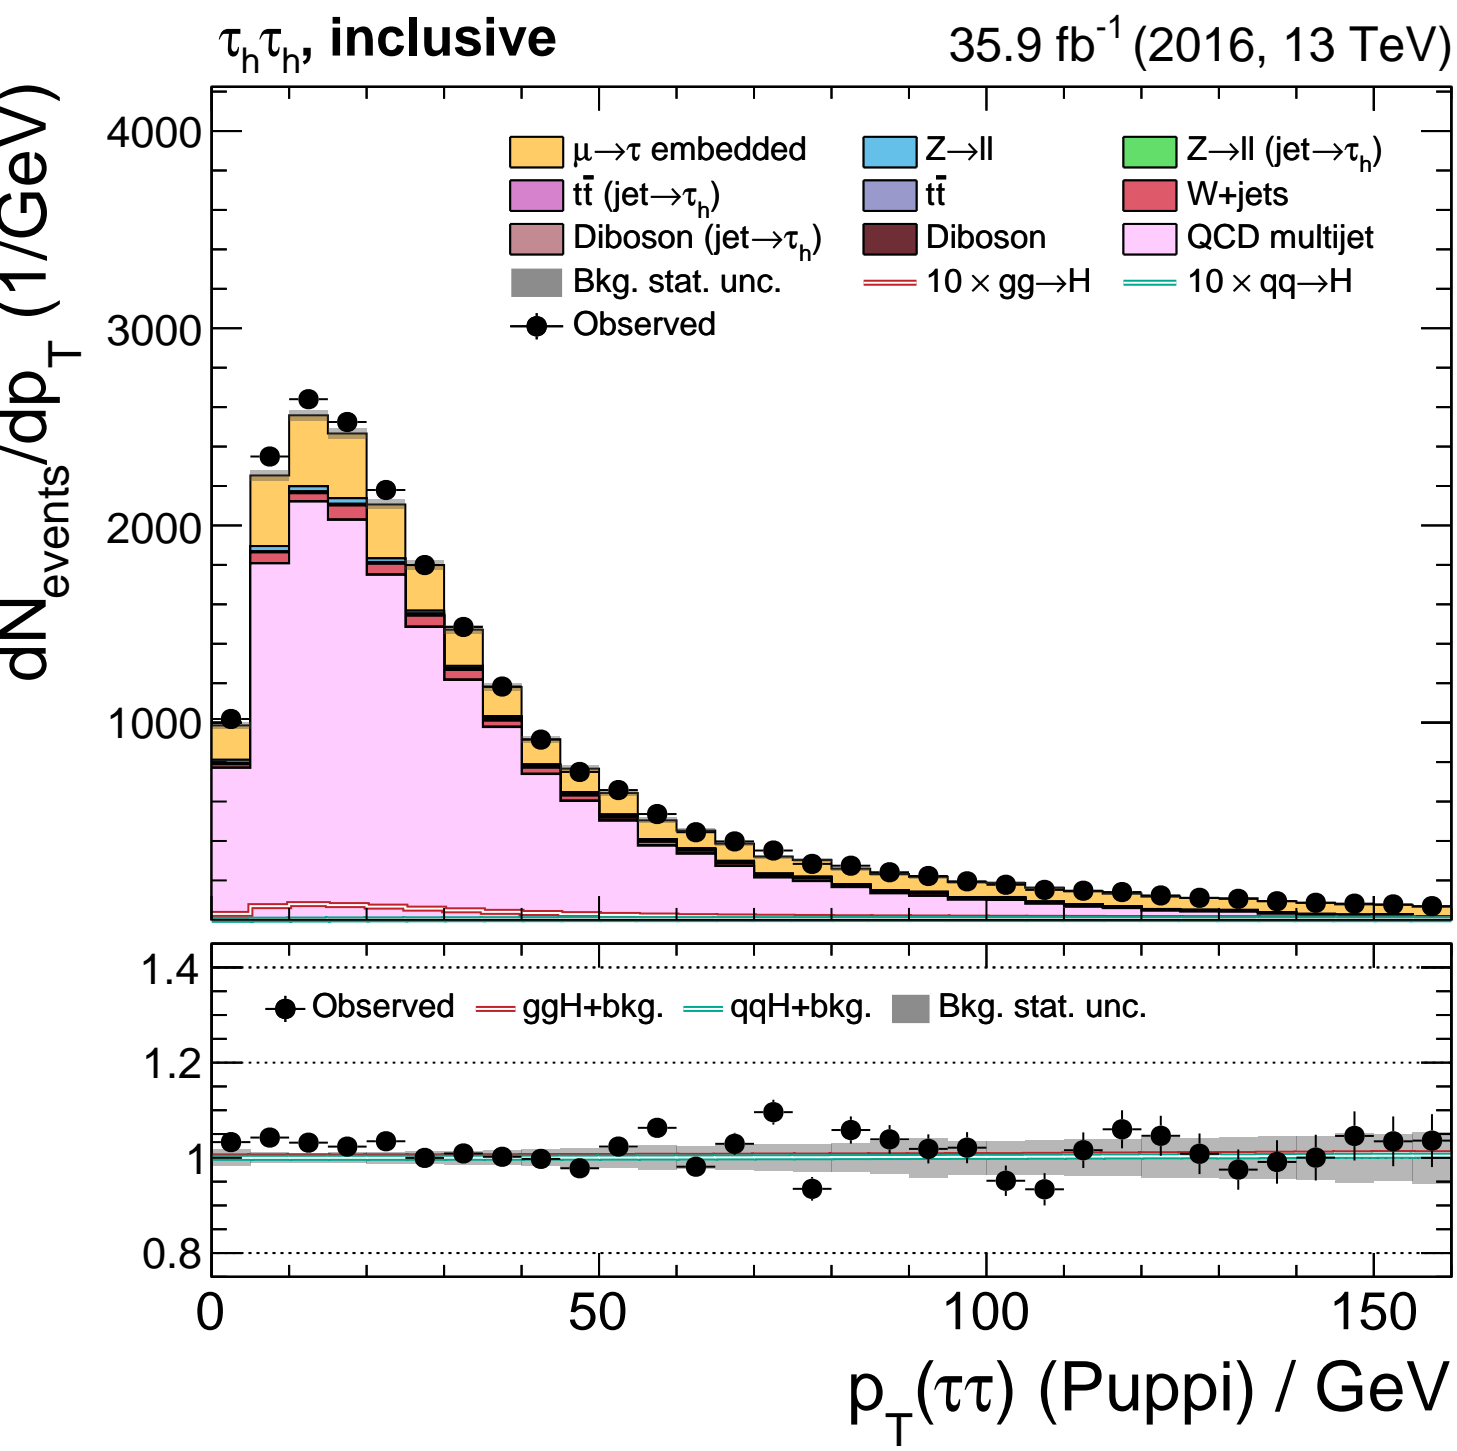 τhτh, inclusive
35.9 fb-1 (2016, 13 TeV)
dNevents/dpT (1/GeV)
4000
3000
2000
1000
μ→τ embedded
Z→ll
Z→ll (jet→τh)
tt̄ (jet→τh)
tt̄
W+jets
Diboson (jet→τh)
Diboson
QCD multijet
Bkg. stat. unc.
10 × gg→H
10 × qq→H
Observed
1.4
1.2
1
0.8
Observed
ggH+bkg.
qqH+bkg.
Bkg. stat. unc.
0
50
100
150
pT(ττ) (Puppi) / GeV